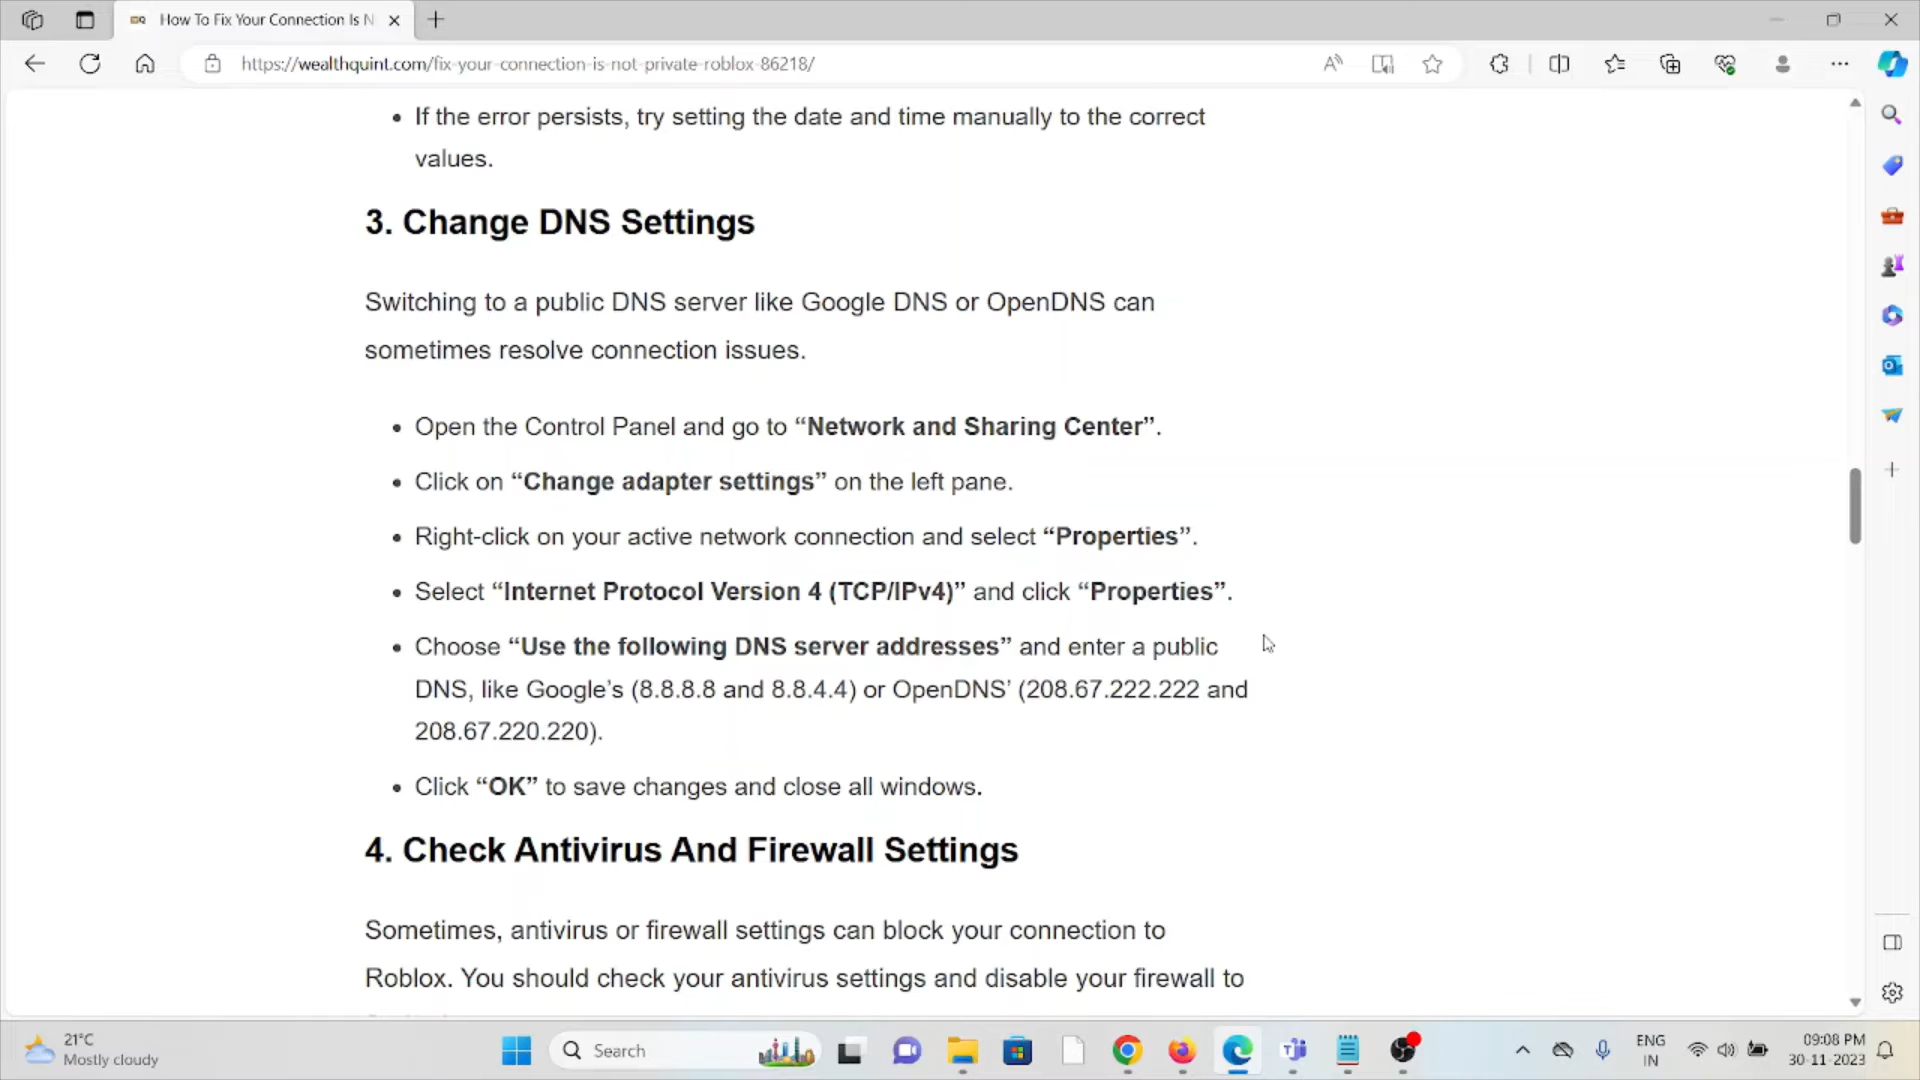 How To Fix Your Connection Is N
https://wealthquint.com/fix-your-connection-is-not-private-roblox-86218/
• If the error persists, try setting the date and time manually to the correct
values.
3. Change DNS Settings
Switching to a public DNS server like Google DNS or OpenDNS can
sometimes resolve connection issues.
• Open the Control Panel and go to “Network and Sharing Center”.
• Click on “Change adapter settings” on the left pane.
• Right-click on your active network connection and select “Properties”.
• Select “Internet Protocol Version 4 (TCP/IPv4)” and click “Properties”.
• Choose “Use the following DNS server addresses” and enter a public
DNS, like Google’s (8.8.8.8 and 8.8.4.4) or OpenDNS’ (208.67.222.222 and
208.67.220.220).
• Click “OK” to save changes and close all windows.
4. Check Antivirus And Firewall Settings
Sometimes, antivirus or firewall settings can block your connection to
Roblox. You should check your antivirus settings and disable your firewall to
21°C
Mostly cloudy
Search
ENG
IN
09:08 PM
30-11-2023